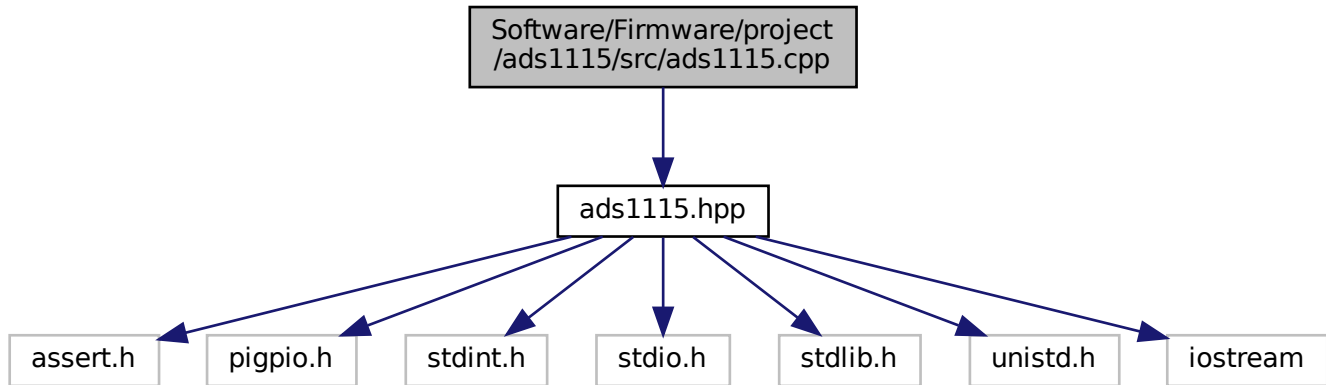 Software/Firmware/project
/ads1115/src/ads1115.cpp
ads1115.hpp
assert.h
pigpio.h
stdint.h
stdio.h
stdlib.h
unistd.h
iostream